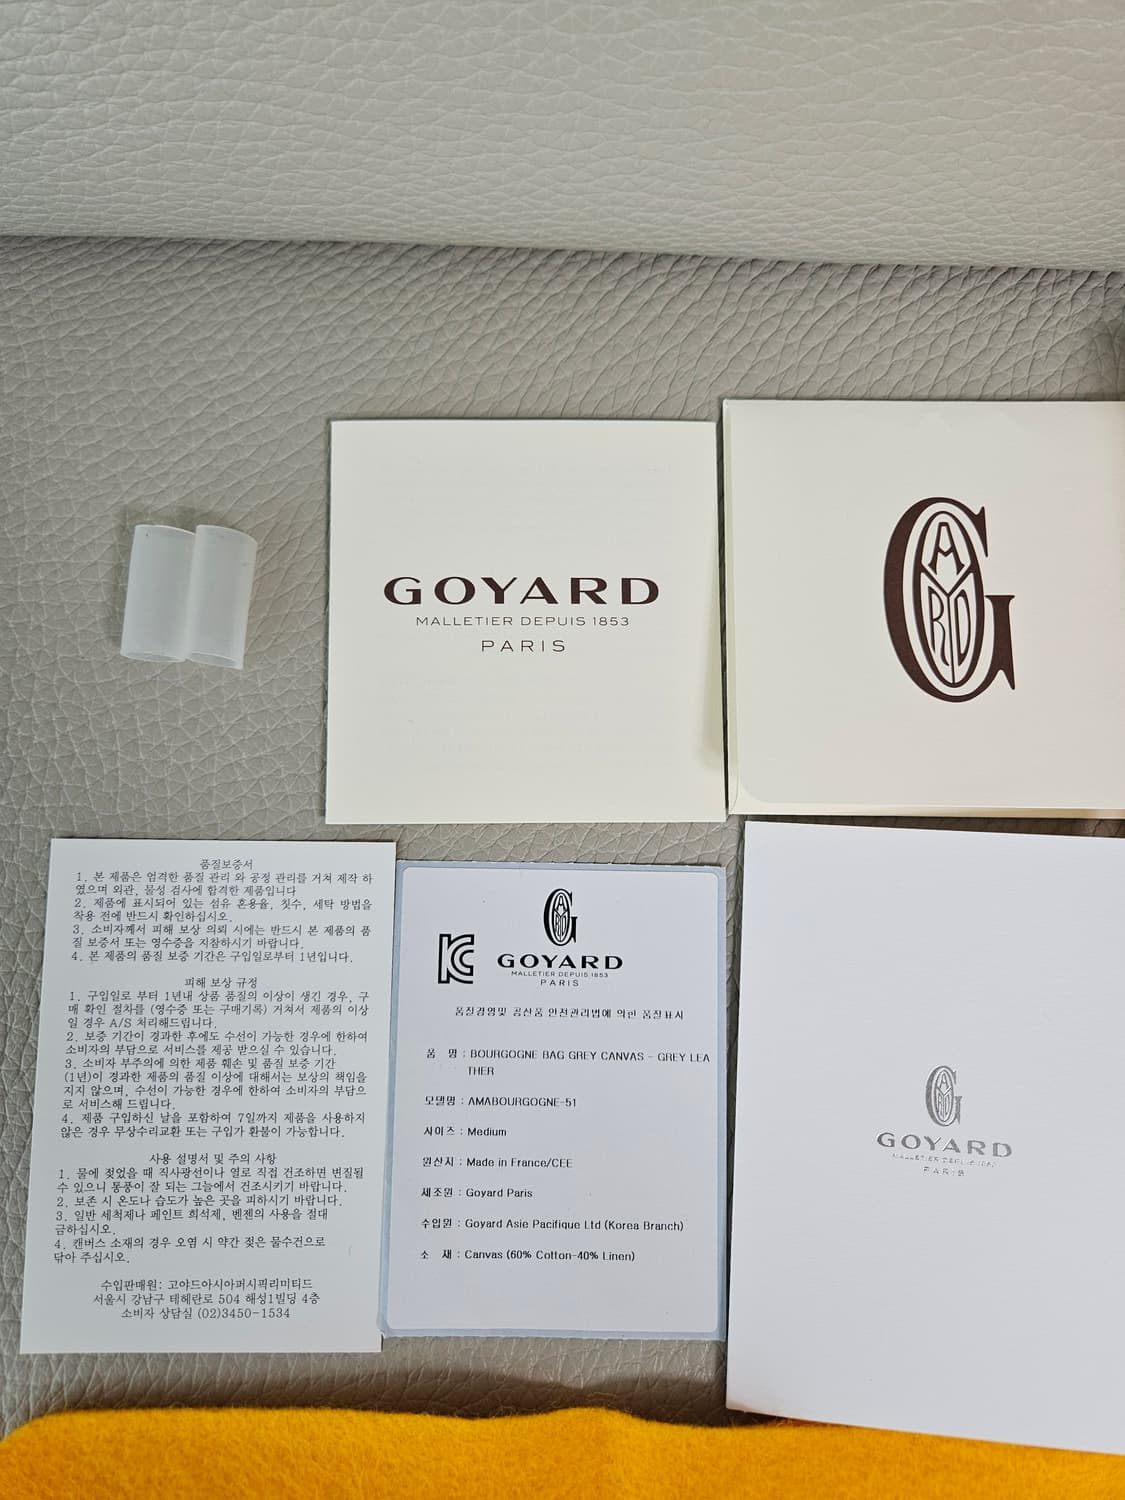 GOYARD
MALLETIER DEPUIS 1853
PARIS
GOYARD
품질보증서
1. 본 제품은 엄격한 품질 관리 와 공정 관리를 거쳐 제작 하
였으며 외관, 물성 검사에 합격한 제품입니다
2. 제품에 표시되어 있는 섬유 혼용율, 칫수, 세탁 방법을
착용 전에 반드시 확인하십시오.
3. 소비자께서 피해 보상 의뢰 시에는 반드시 본 제품의 품
질 보증서 또는 영수증을 지참하시기 바랍니다.
4. 본 제품의 품질 보증 기간은 구입일로부터 1년입니다.
피해 보상 규정
1. 구입일로 부터 1년내 상품 품질의 이상이 생긴 경우, 구
매 확인 절차를 (영수증 또는 구매기록) 거쳐서 제품의 이상
일 경우 A/S 처리해드립니다.
2. 보증 기간이 경과한 후에도 수선이 가능한 경우에 한하여
소비자의 부담으로 서비스를 제공 받으실 수 있습니다.
3. 소비자 부주의에 의한 제품 훼손 및 품질 보증 기간
(1년)이 경과한 제품의 품질 이상에 대해서는 보상의 책임을
지지 않으며, 수선이 가능한 경우에 한하여 소비자의 부담으
로 서비스해 드립니다.
4. 제품 구입하신 날을 포함하여 7일까지 제품을 사용하지
않은 경우 무상수리교환 또는 구입가 환불이 가능합니다.
사용 설명서 및 주의 사항
1. 물에 젖었을 때 직사광선이나 열로 직접 건조하면 변질될
수 있으니 통풍이 잘 되는 그늘에서 건조시키기 바랍니다.
2. 보존 시 온도나 습도가 높은 곳을 피하시기 바랍니다.
3. 일반 세척제나 페인트 희석제, 벤젠의 사용을 절대
금하십시오.
4. 캔버스 소재의 경우 오염 시 약간 젖은 물수건으로
닦아 주십시오.
수입판매원: 고야드아시아퍼시픽리미티드
서울시 강남구 테헤란로 504 해성1빌딩 4층
소비자 상담실 (02)3450-1534
GOYARD
KC
GOYARD
MALLETIER DEPUIS 1853
PARIS
품질경영및 공산품 안전관리법에 의한 품질표시
품 명 : BOURGOGNE BAG GREY CANVAS - GREY LEA
THER
모델명 : AMABOURGOGNE-51
사이즈 : Medium
원산지 : Made in France/CEE
제조원 : Goyard Paris
수입원 : Goyard Asie Pacifique Ltd (Korea Branch)
소 재 : Canvas (60% Cotton-40% Linen)
GOYARD
GOYARD
MALLETIER DEPUIS 1853
PARIS